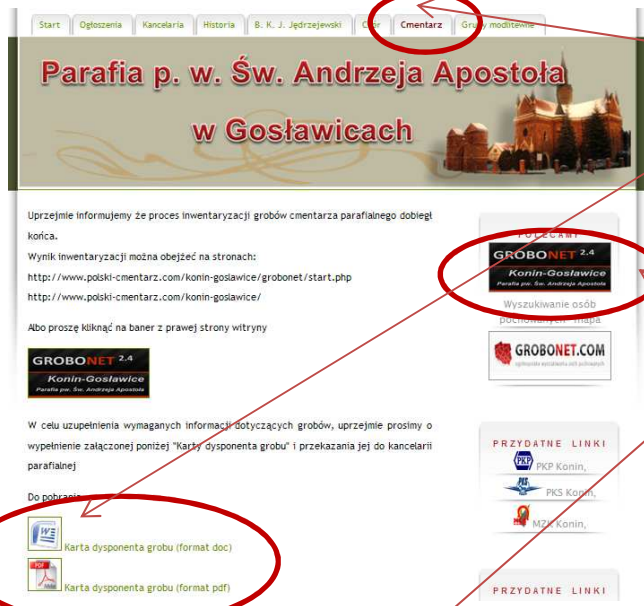 Start Ogłoszenia Kancelaria Historia B. K. J. Jędrzejewski Cmentarz Grupy modlitewne
Parafia p. w. Św. Andrzeja Apostoła
w Gosławicach
Uprzejmie informujemy że proces inwentaryzacji grobów cmentarza parafialnego dobiegł
końca.
Wynik inwentaryzacji można obejżeć na stronach:
http://www.polski-cmentarz.com/konin-goslawice/grobonet/start.php
http://www.polski-cmentarz.com/konin-goslawice/
Albo proszę kliknąć na baner z prawej strony witryny
GROBONET 2.4
Konin-Gosławice
Parafia pw. Św. Andrzeja Apostoła
W celu uzupełnienia wymaganych informacji dotyczących grobów, uprzejmie prosimy o
wypełnienie załączonej poniżej "Karty dysponenta grobu" i przekazania jej do kancelarii
parafialnej
Do pobrania
Karta dysponenta grobu (format doc)
PDF
Karta dysponenta grobu (format pdf)
POLECAMY
GROBONET 2.4
Konin-Gosławice
Parafia pw. Św. Andrzeja Apostoła
Wyszukiwanie osób
pochowanych mapa
GROBONET.COM
PRZYDATNE LINKI
PKP PKP Konin,
PKS PKS Konin,
MZK Konin,
PRZYDATNE LINKI